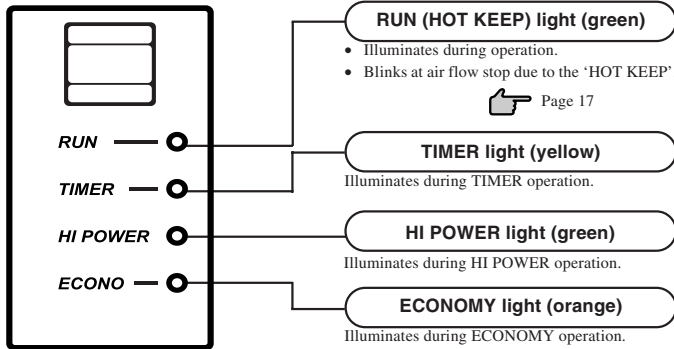 RUN (HOT KEEP) light (green)
• Illuminates during operation.
• Blinks at air flow stop due to the ‘HOT KEEP’.
Page 17
RUN
TIMER light (yellow)
TIMER
Illuminates during TIMER operation.
HI POWER
HI POWER light (green)
Illuminates during HI POWER operation.
ECONO
ECONOMY light (orange)
Illuminates during ECONOMY operation.